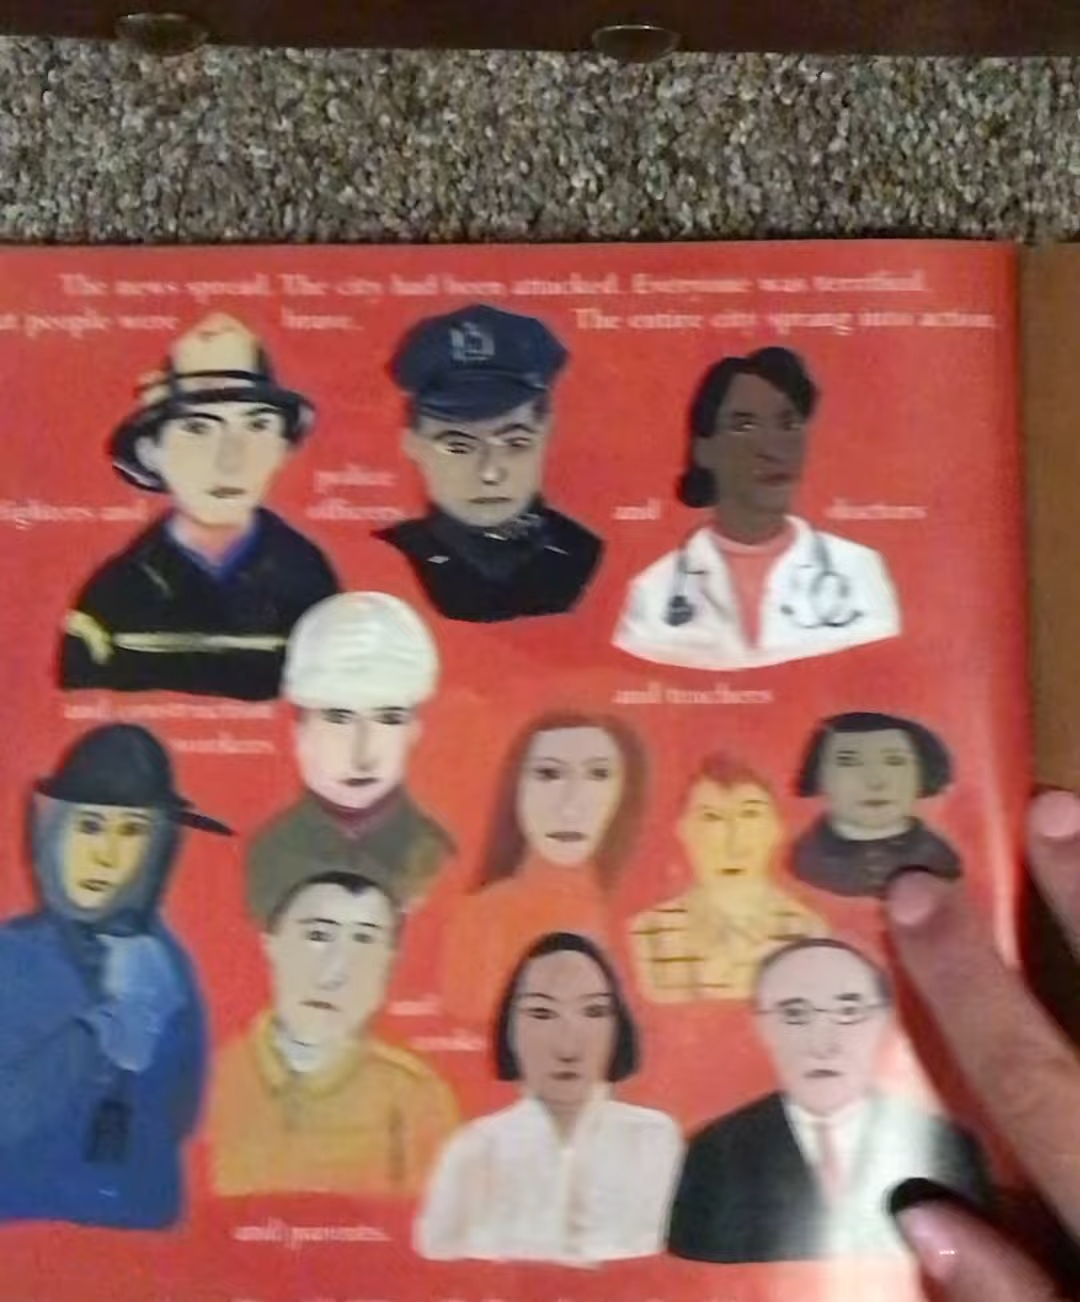 The news spread. The city had been attacked. Everyone was terrified,
people were brave. The entire city sprang into action.
police
officers and doctors
and teachers
and construction
workers
and
and parents.